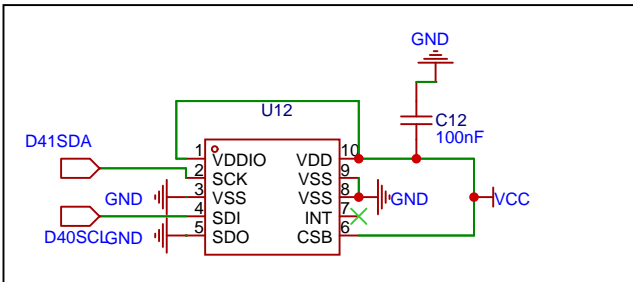 GND
U12
C12
100nF
D41SDA
1 VDDIO VDD 10
2 SCK VSS 9
GND 3 VSS VSS 8 GND VCC
4 SDI INT 7
D40SCL GND 5 SDO CSB 6